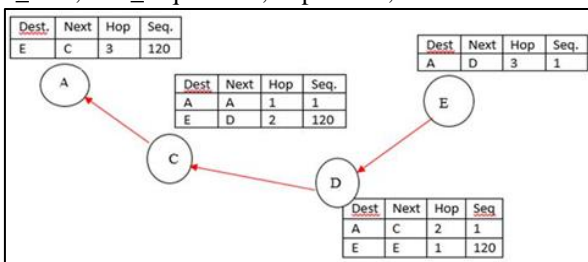 Dest. Next Hop Seq.
E C 3 120
Dest Next Hop Seq.
A D 3 1
A
Dest Next Hop Seq.
A A 1 1
E D 2 120
E
C
D
Dest Next Hop Seq
A C 2 1
E E 1 120